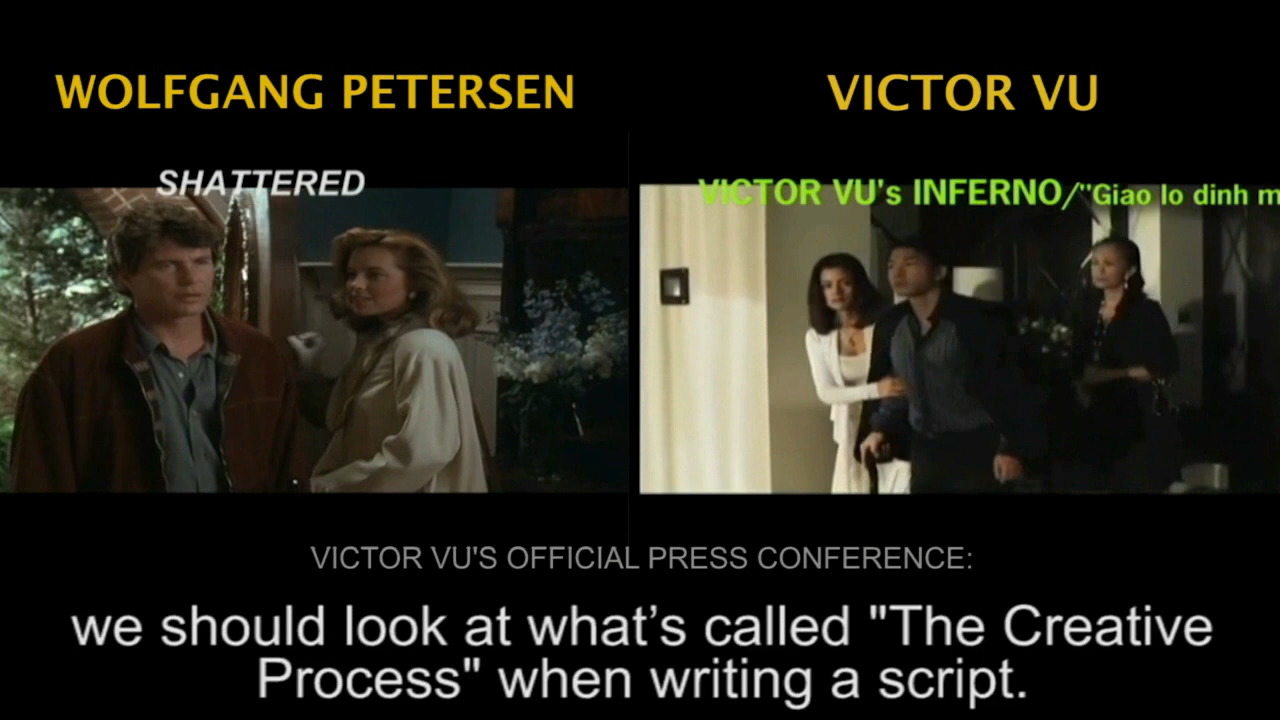 WOLFGANG PETERSEN
VICTOR VU
SHATTERED
VICTOR VU's INFERNO/"Giao lo dinh m
VICTOR VU'S OFFICIAL PRESS CONFERENCE:
we should look at what’s called "The Creative
Process" when writing a script.